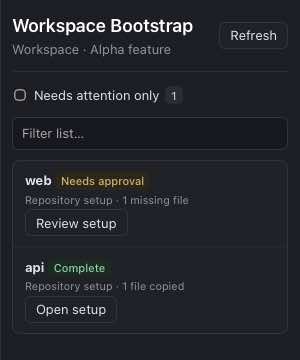 Workspace Bootstrap
Refresh
Workspace · Alpha feature
Needs attention only 1
Filter list...
web Needs approval
Repository setup · 1 missing file
Review setup
api Complete
Repository setup · 1 file copied
Open setup